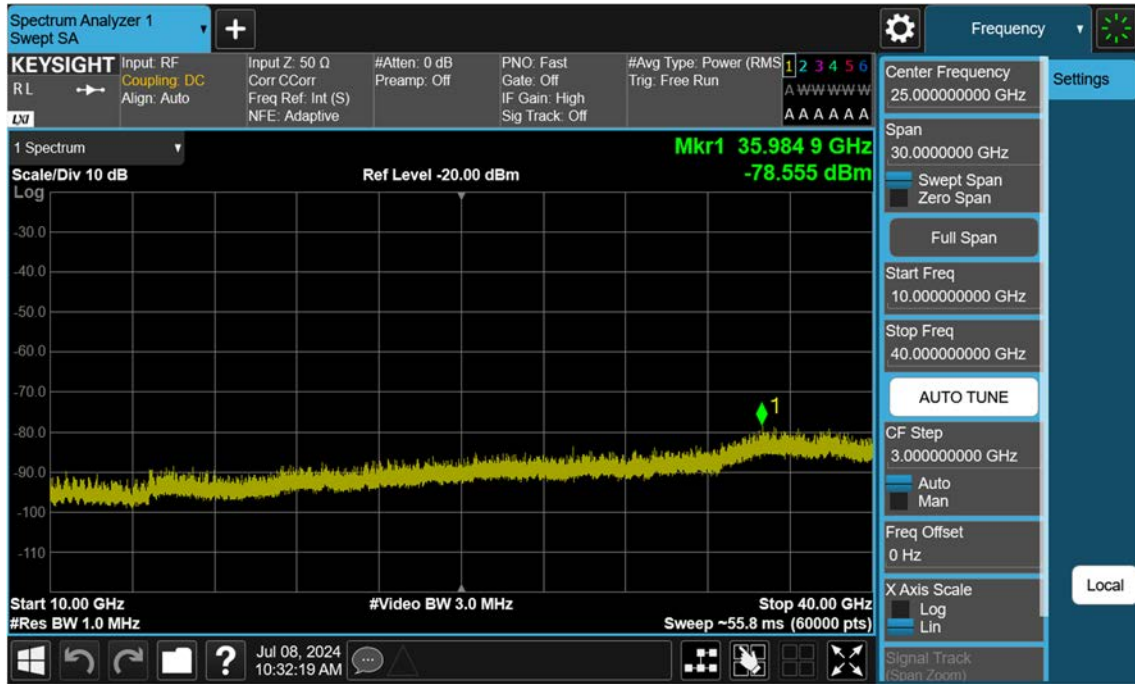 Spectrum Analyzer 1
Swept SA
Frequency
KEYSIGHT
RL
LXI
Input: RF
Coupling: DC
Align: Auto
Input Z: 50 Ω
Corr CCorr
Freq Ref: Int (S)
NFE: Adaptive
#Atten: 0 dB
Preamp: Off
PNO: Fast
Gate: Off
IF Gain: High
Sig Track: Off
#Avg Type: Power (RMS
Trig: Free Run
1 2 3 4 5 6
A W W W W W
A A A A A A
1 Spectrum
Scale/Div 10 dB
Ref Level -20.00 dBm
Mkr1 35.984 9 GHz
-78.555 dBm
Log
-30.0
-40.0
-50.0
-60.0
-70.0
-80.0
-90.0
-100
-110
1
Start 10.00 GHz
#Res BW 1.0 MHz
#Video BW 3.0 MHz
Stop 40.00 GHz
Sweep ~55.8 ms (60000 pts)
Center Frequency
25.000000000 GHz
Span
30.0000000 GHz
Swept Span
Zero Span
Full Span
Start Freq
10.000000000 GHz
Stop Freq
40.000000000 GHz
AUTO TUNE
CF Step
3.000000000 GHz
Auto
Man
Freq Offset
0 Hz
X Axis Scale
Log
Lin
Signal Track
(Span Zoom)
Settings
Local
?
Jul 08, 2024
10:32:19 AM